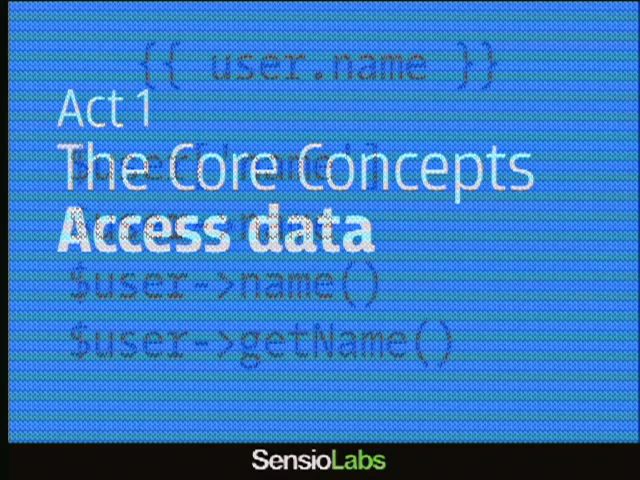 {{ user.name }}
Act 1
The Core Concepts
Access data
$user->name()
$user->getName()
SensioLabs